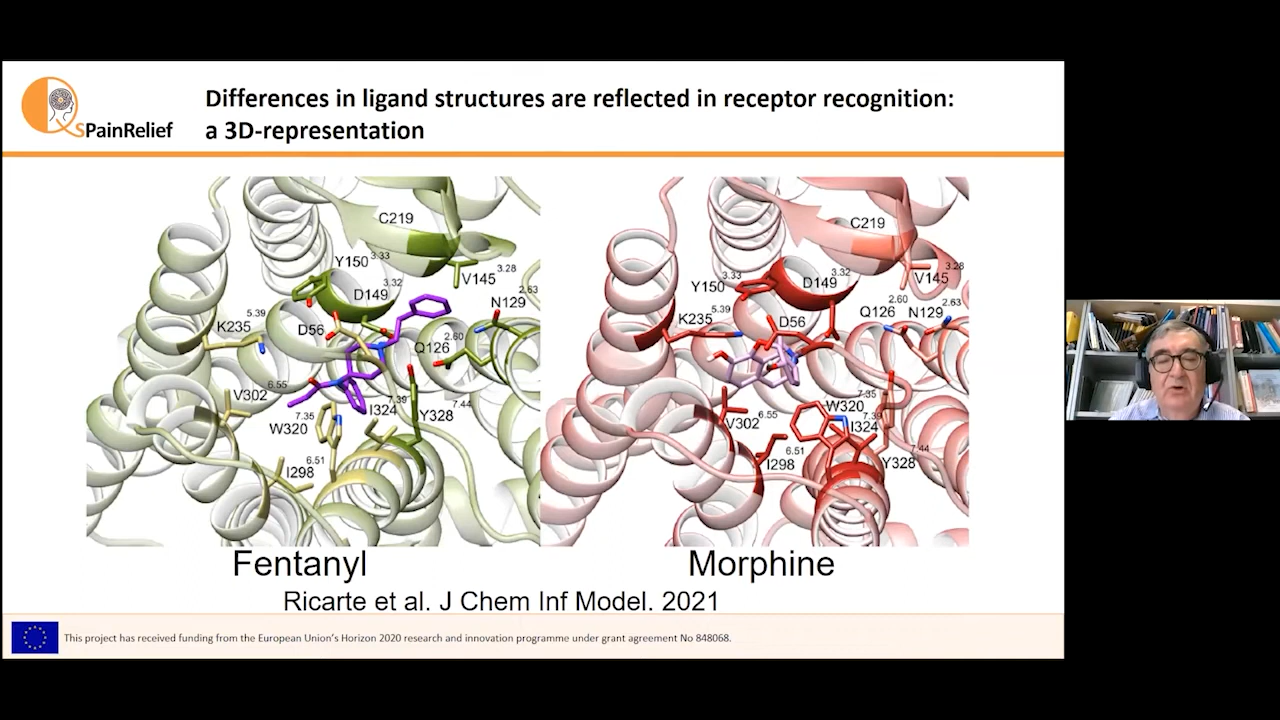 SPainRelief
Differences in ligand structures are reflected in receptor recognition:
a 3D-representation
C219
Y150 3.33
D149 3.32
V145 3.28
N129 2.63
K235 5.39
D56
Q126 2.60
V302 6.55
I324 7.39
Y328 7.44
W320 7.35
I298 6.51
C219
Y150 3.33
D149 3.32
V145 3.28
K235 5.39
D56
Q126 2.60
N129 2.63
V302 6.55
W320 7.35
I324 7.39
I298 6.51
Y328 7.44
Fentanyl
Morphine
Ricarte et al. J Chem Inf Model. 2021
This project has received funding from the European Union's Horizon 2020 research and innovation programme under grant agreement No 848068.